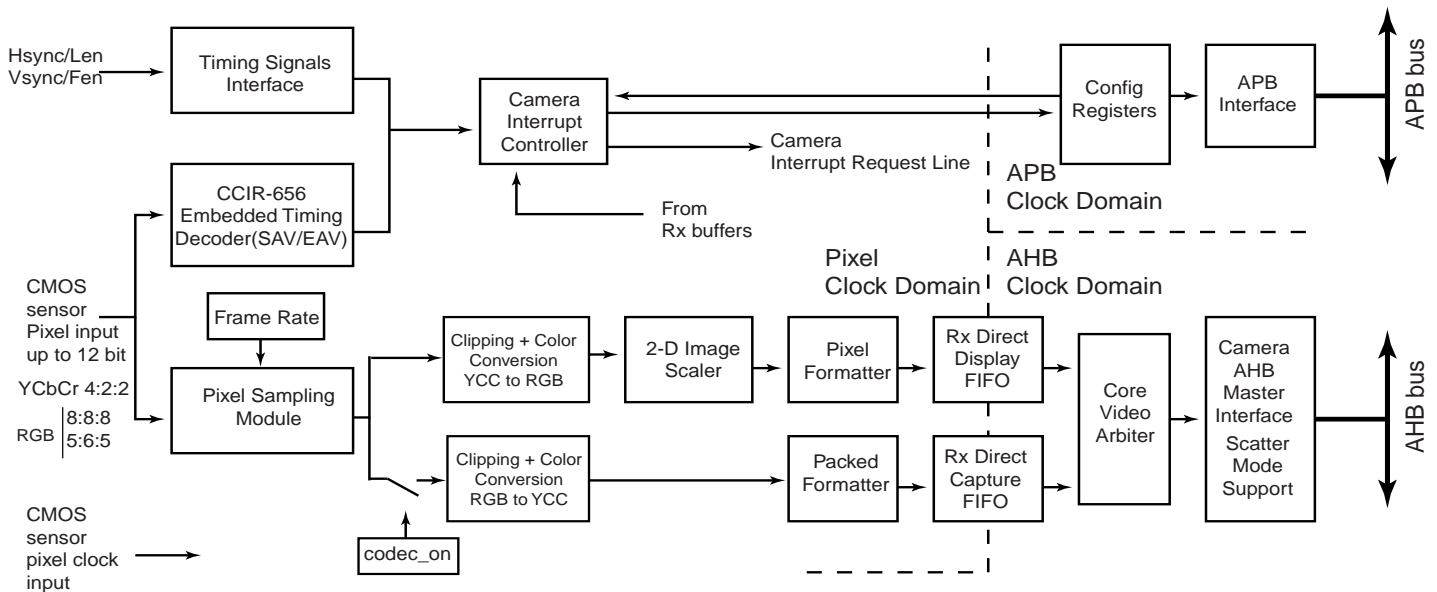 Hsync/Len
Vsync/Fen
Timing Signals
Interface
Camera
Interrupt
Controller
Config
Registers
APB
Interface
APB bus
Camera
Interrupt Request Line
APB
Clock Domain
CCIR-656
Embedded Timing
Decoder(SAV/EAV)
From
Rx buffers
Pixel
Clock Domain
AHB
Clock Domain
CMOS
sensor
Pixel input
up to 12 bit
YCbCr 4:2:2
RGB
8:8:8
5:6:5
Frame Rate
Pixel Sampling
Module
Clipping + Color
Conversion
YCC to RGB
2-D Image
Scaler
Pixel
Formatter
Rx Direct
Display
FIFO
Core
Video
Arbiter
Camera
AHB
Master
Interface
Scatter
Mode
Support
AHB bus
Clipping + Color
Conversion
RGB to YCC
Packed
Formatter
Rx Direct
Capture
FIFO
codec_on
CMOS
sensor
pixel clock
input